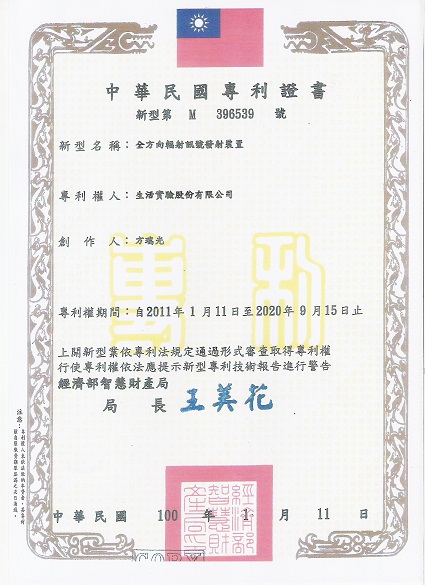 中華民國專利證書
新型第 M 396539 號
新型名稱：全方向輻射訊號發射裝置
專利權人：生活實驗股份有限公司
創作人：方瑞光
專利權期間：自2011年1月11日至2020年9月15日止
上開新型業依專利法規定通過形式審查取得專利權
行使專利權依法應提示新型專利技術報告進行警告
經濟部智慧財產局
局長 王美花
專利
經濟部智慧財產局
中華民國 100 年 1 月 11 日
注意：
COPY